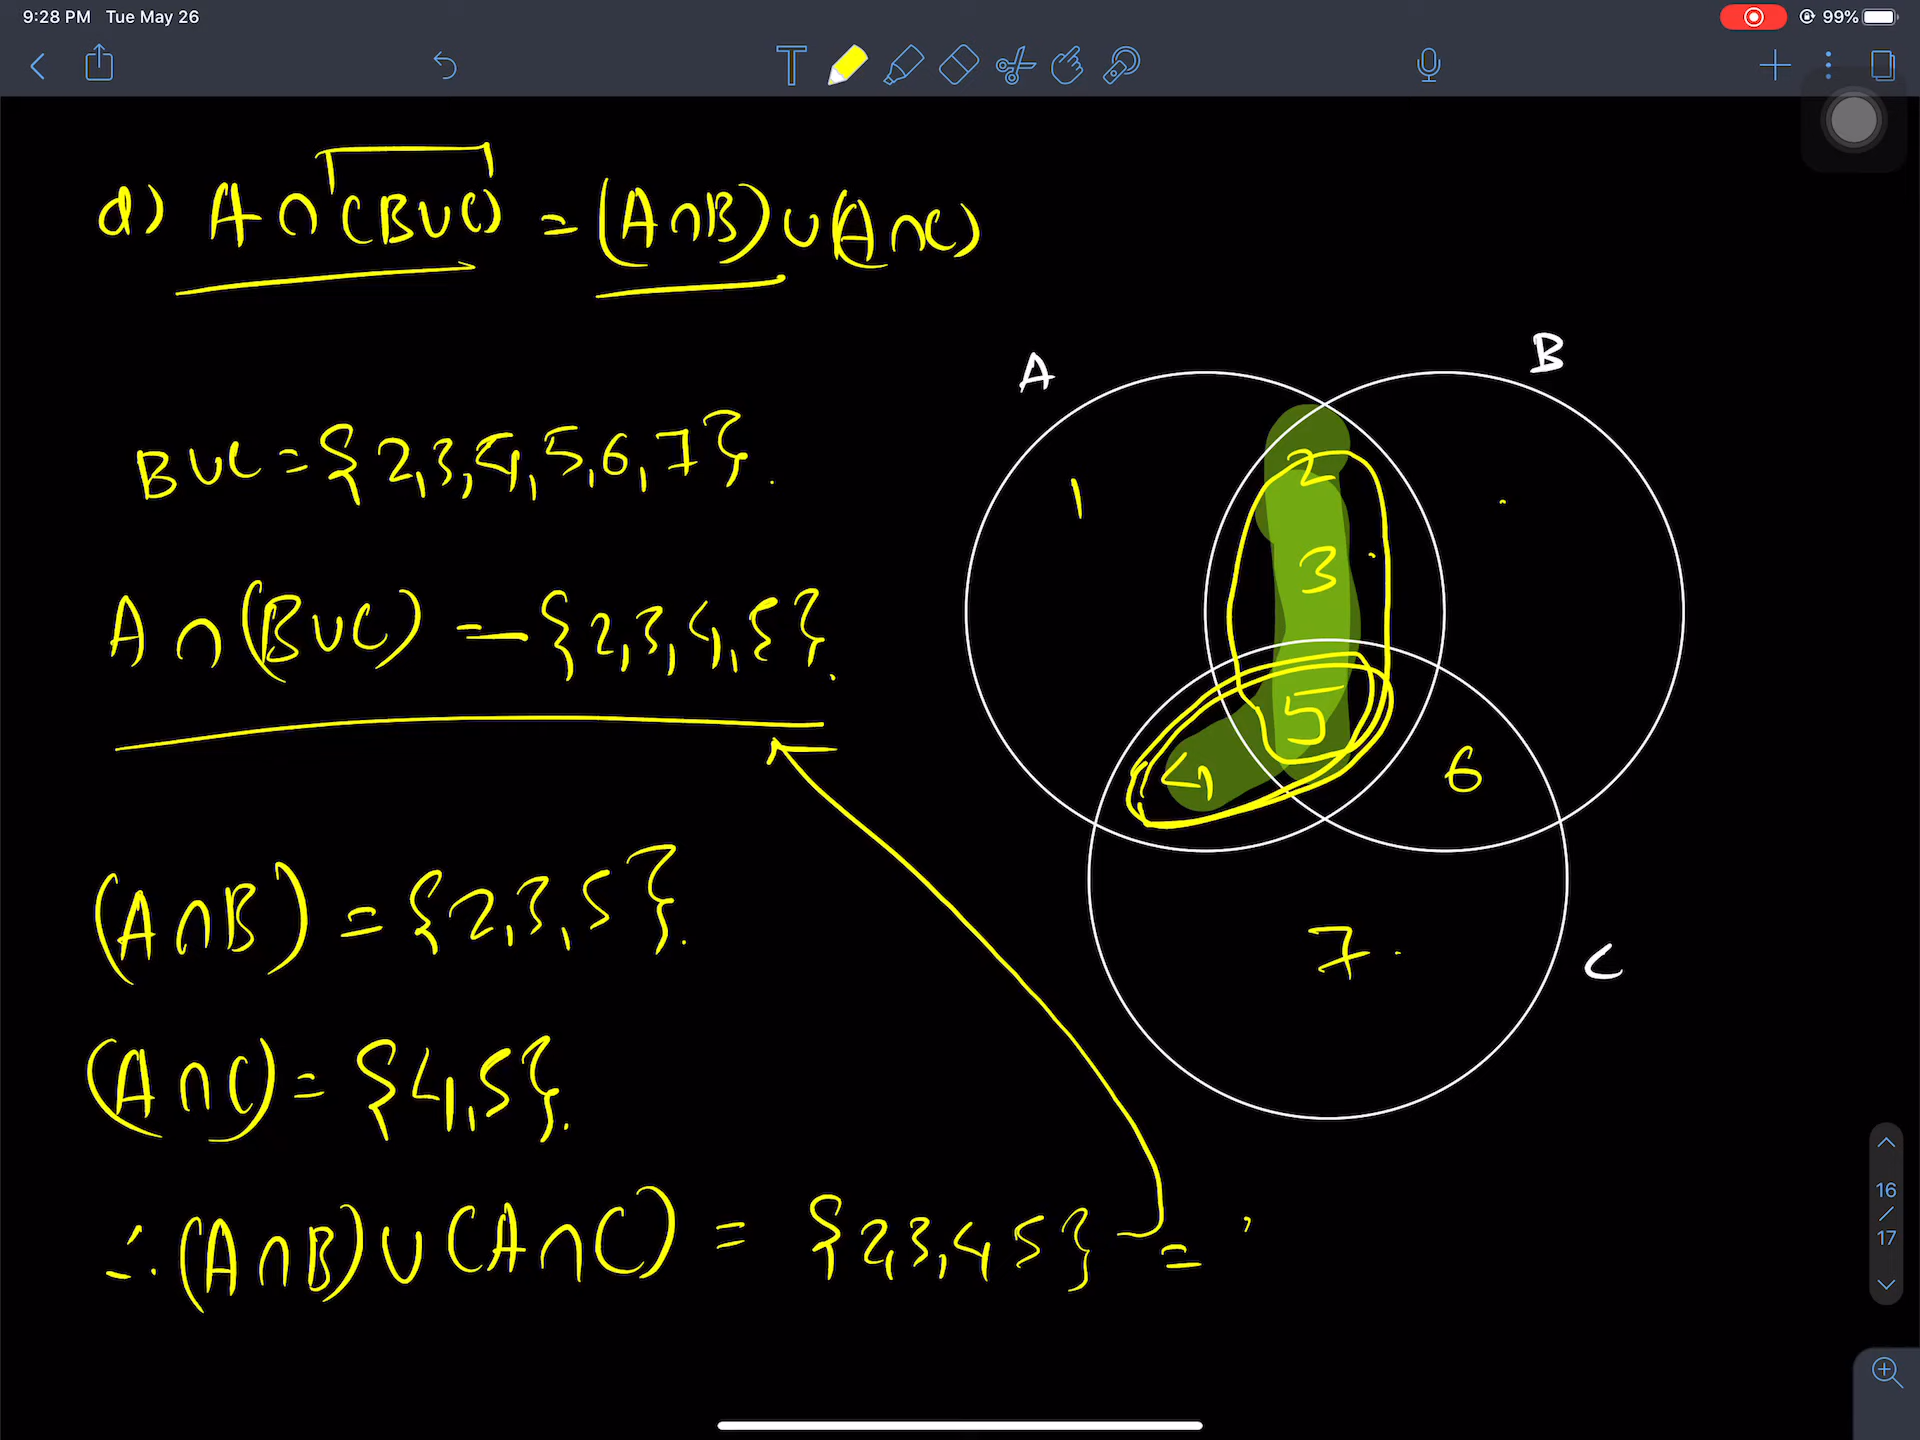 9:28 PM Tue May 26
99%
d) A∩(B∪C) = (A∩B)∪(A∩C)
A
B
B∪C = {2,3,4,5,6,7}.
1
2
3
A∩(B∪C) = {2,3,4,5}.
5
4
6
(A∩B) = {2,3,5}.
7
C
(A∩C) = {4,5}.
∴ (A∩B)∪(A∩C) = {2,3,4 5} =
16
/
17